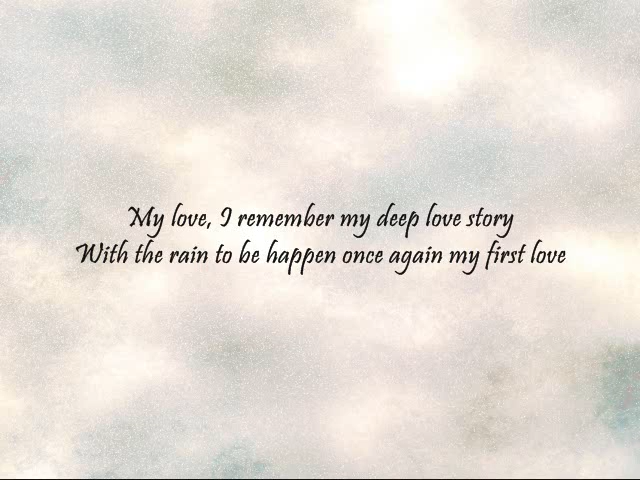 My love, I remember my deep love story
With the rain to be happen once again my first love